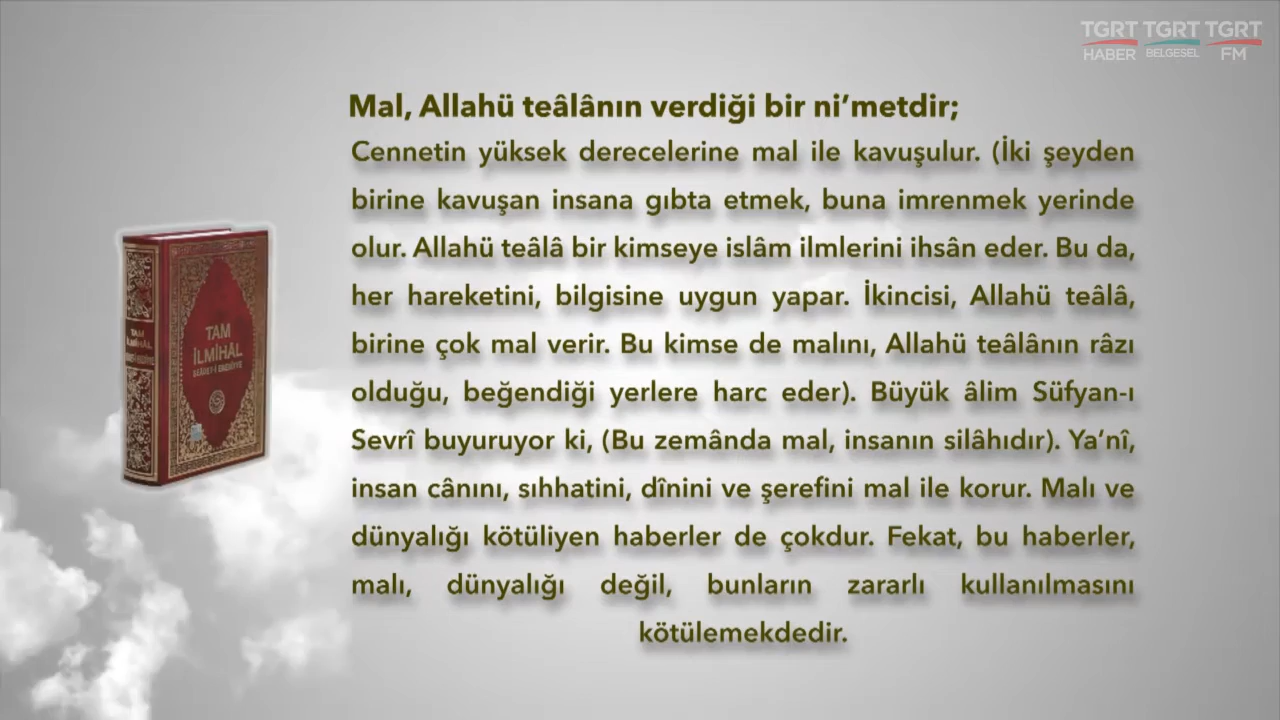 TGRT TGRT TGRT
HABER BELGESEL FM
Mal, Allahü teâlânın verdiği bir ni’metdir;
Cennetin yüksek derecelerine mal ile kavuşulur. (İki şeyden
birine kavuşan insana gıbta etmek, buna imrenmek yerinde
olur. Allahü teâlâ bir kimseye islâm ilmlerini ihsân eder. Bu da,
her hareketini, bilgisine uygun yapar. İkincisi, Allahü teâlâ,
birine çok mal verir. Bu kimse de malını, Allahü teâlânın râzı
olduğu, beğendiği yerlere harc eder). Büyük âlim Süfyan-ı
Sevrî buyuruyor ki, (Bu zemânda mal, insanın silâhıdır). Ya’nî,
insan cânını, sıhhatini, dînini ve şerefini mal ile korur. Malı ve
dünyalığı kötüliyen haberler de çokdur. Fekat, bu haberler,
malı, dünyalığı değil, bunların zararlı kullanılmasını
kötülemekdedir.
TAM
İLMİHÂL
TAM
İLMİHÂL